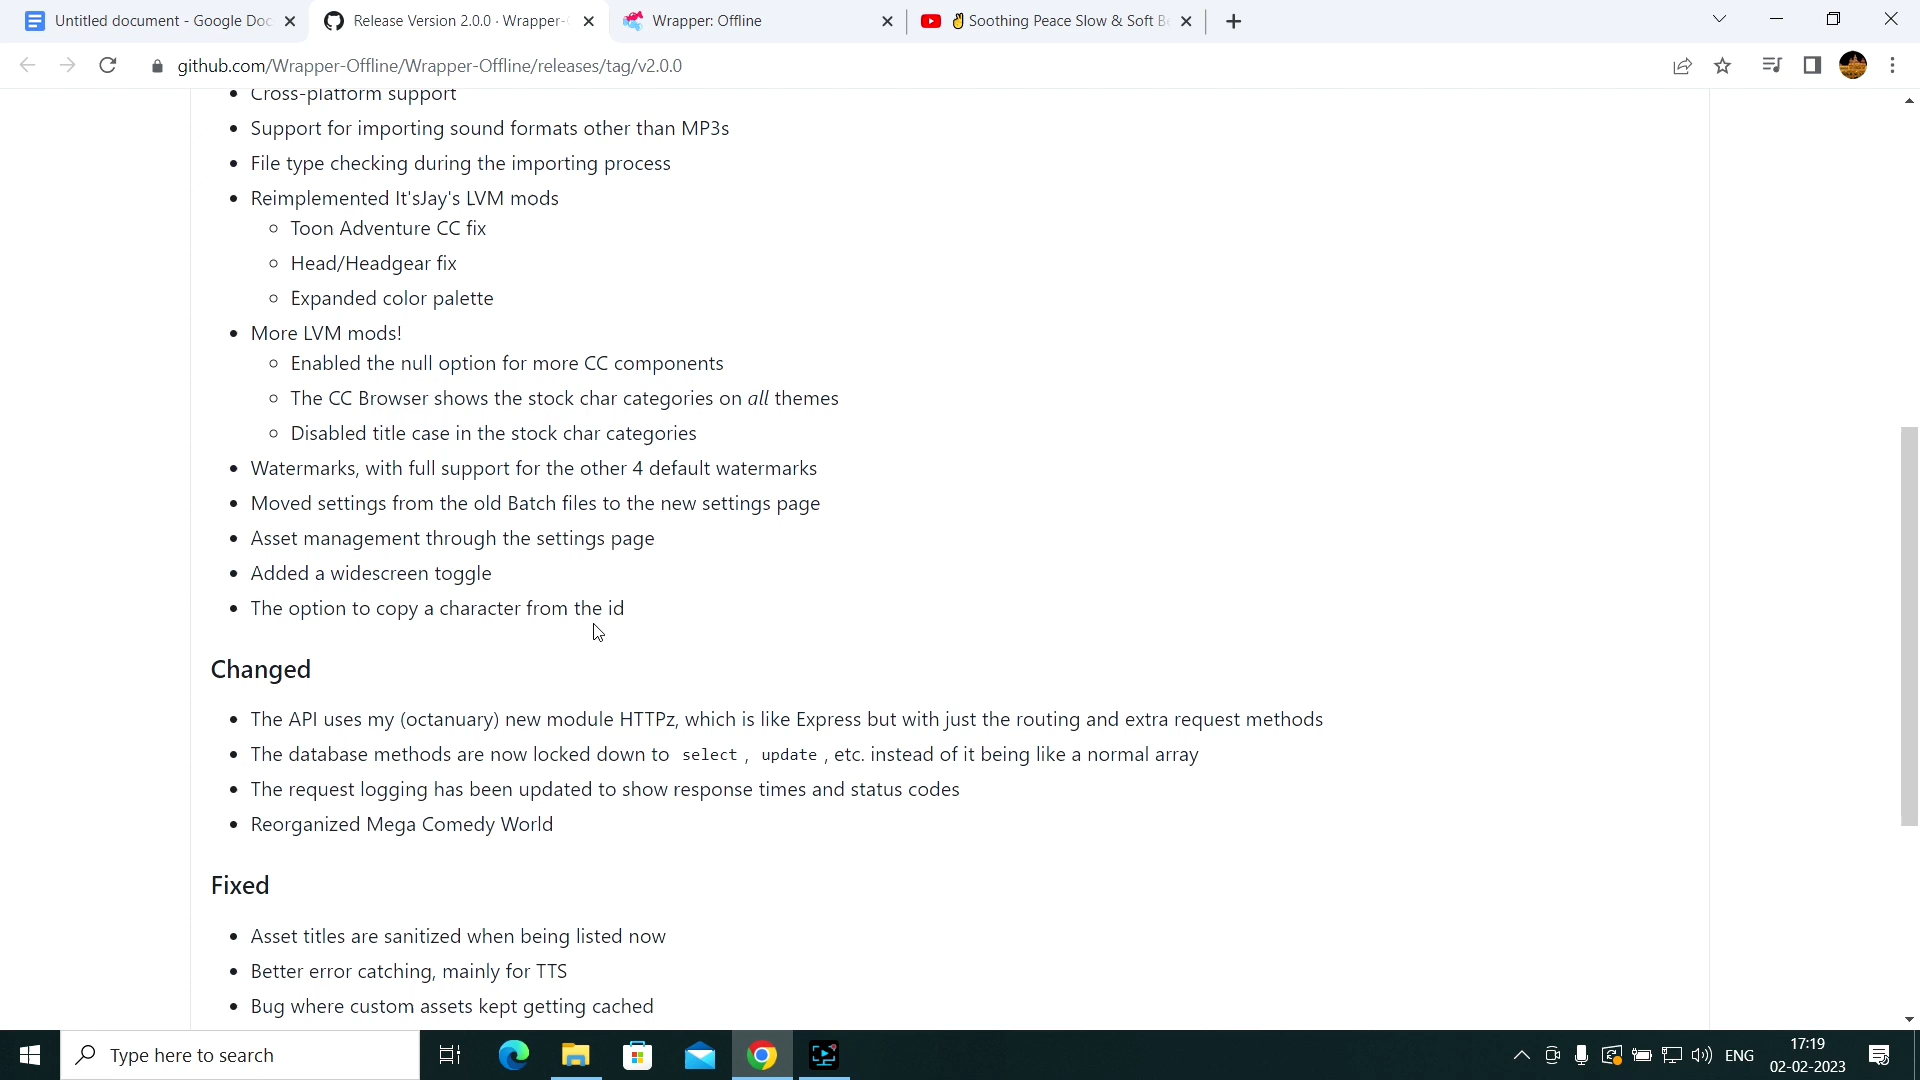 Untitled document - Google Doc
Release Version 2.0.0 · Wrapper-
Wrapper: Offline
✌Soothing Peace Slow & Soft B
github.com/Wrapper-Offline/Wrapper-Offline/releases/tag/v2.0.0
• Cross-platform support
• Support for importing sound formats other than MP3s
• File type checking during the importing process
• Reimplemented It'sJay's LVM mods
○ Toon Adventure CC fix
○ Head/Headgear fix
○ Expanded color palette
• More LVM mods!
○ Enabled the null option for more CC components
○ The CC Browser shows the stock char categories on all themes
○ Disabled title case in the stock char categories
• Watermarks, with full support for the other 4 default watermarks
• Moved settings from the old Batch files to the new settings page
• Asset management through the settings page
• Added a widescreen toggle
• The option to copy a character from the id
Changed
• The API uses my (octanuary) new module HTTPz, which is like Express but with just the routing and extra request methods
• The database methods are now locked down to select, update, etc. instead of it being like a normal array
• The request logging has been updated to show response times and status codes
• Reorganized Mega Comedy World
Fixed
• Asset titles are sanitized when being listed now
• Better error catching, mainly for TTS
• Bug where custom assets kept getting cached
Type here to search
ENG
17:19
02-02-2023